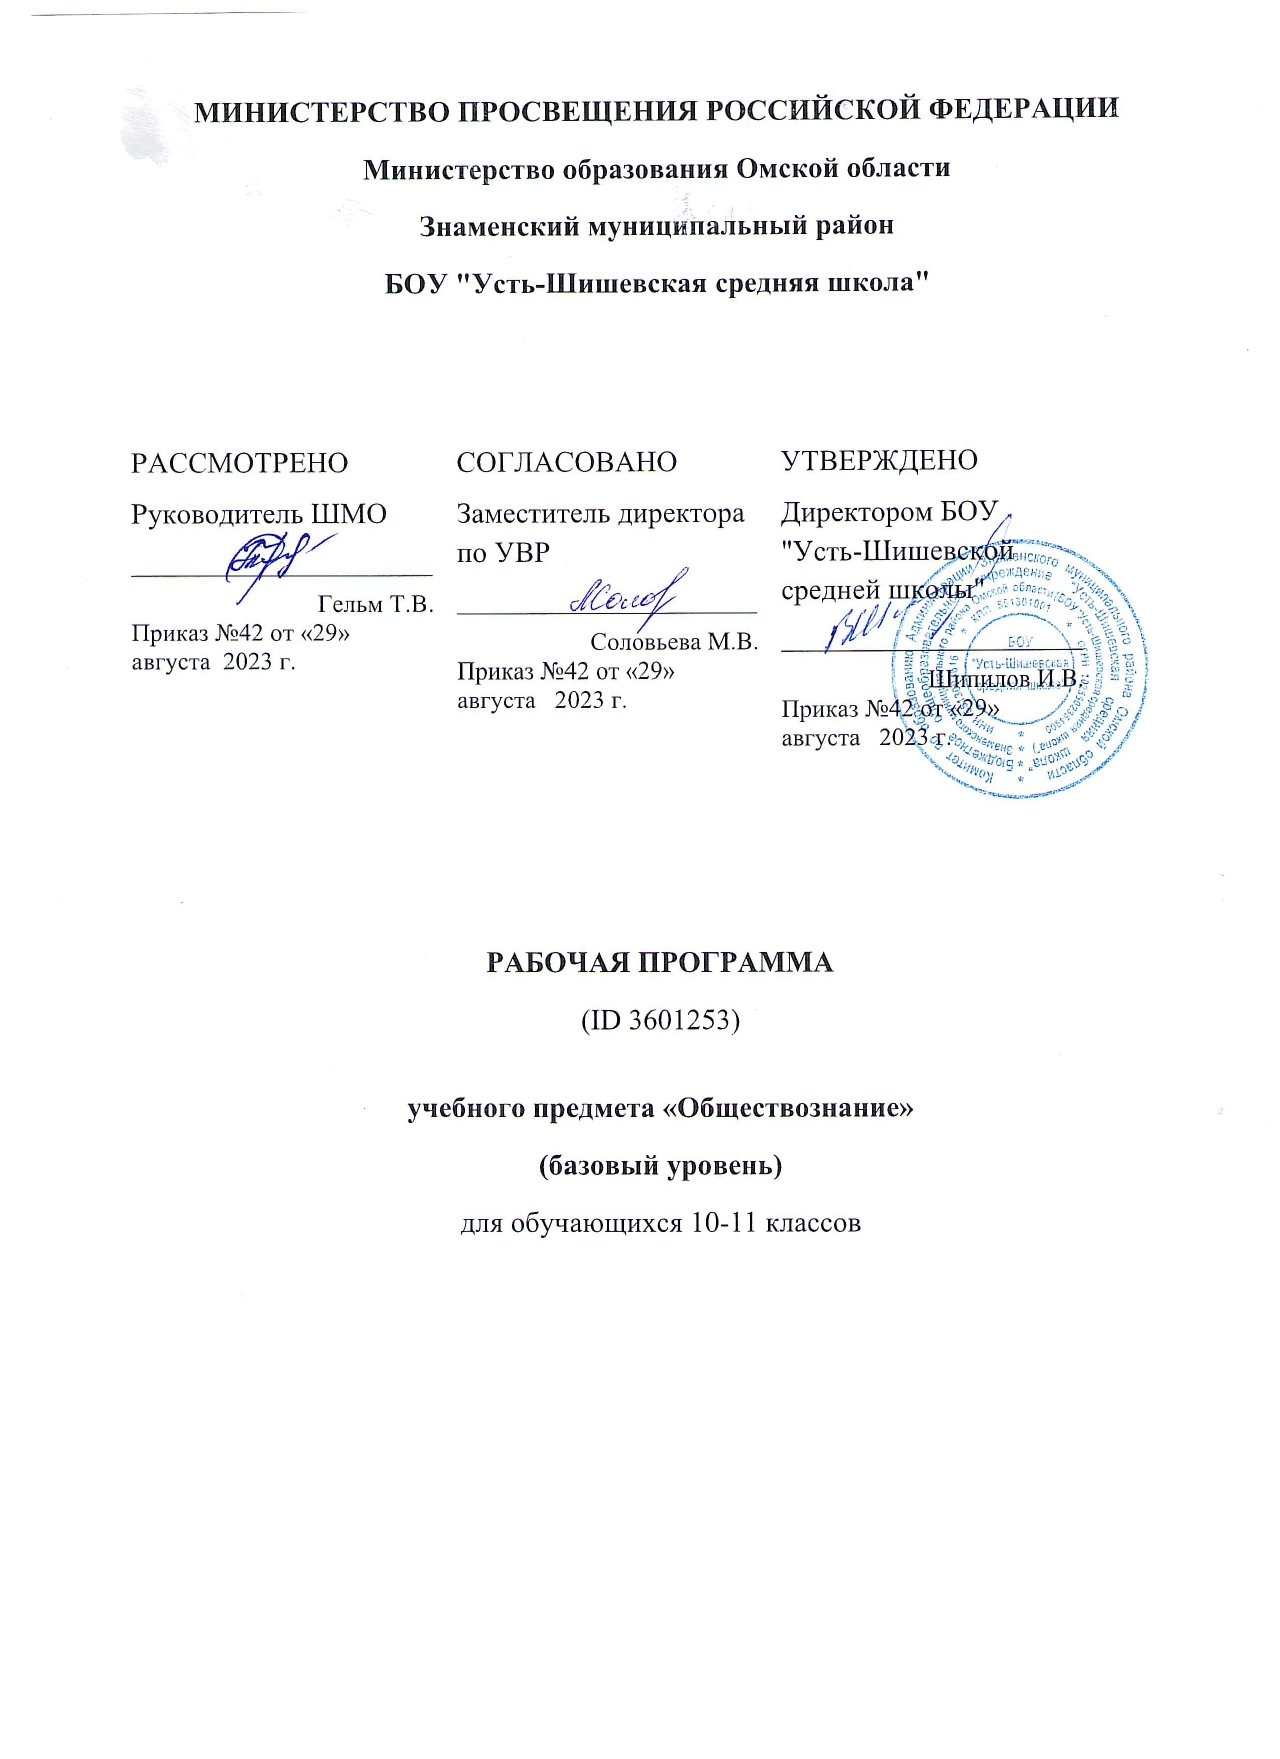 МИНИСТЕРСТВО ПРОСВЕЩЕНИЯ РОССИЙСКОЙ ФЕДЕРАЦИИ
Министерство образования Омской области
Знаменский муниципальный район
БОУ "Усть-Шишевская средняя школа"
РАССМОТРЕНО
Руководитель ШМО
Гельм Т.В.
Приказ №42 от «29»
августа 2023 г.
СОГЛАСОВАНО
Заместитель директора
по УВР
Соловьева М.В.
Приказ №42 от «29»
августа 2023 г.
УТВЕРЖДЕНО
Директором БОУ
"Усть-Шишевской
средней школы"
Шипилов И.В.
Приказ №42 от «29»
августа 2023 г.
БОУ
"Усть-Шишевская
РАБОЧАЯ ПРОГРАММА
(ID 3601253)
учебного предмета «Обществознание»
(базовый уровень)
для обучающихся 10-11 классов